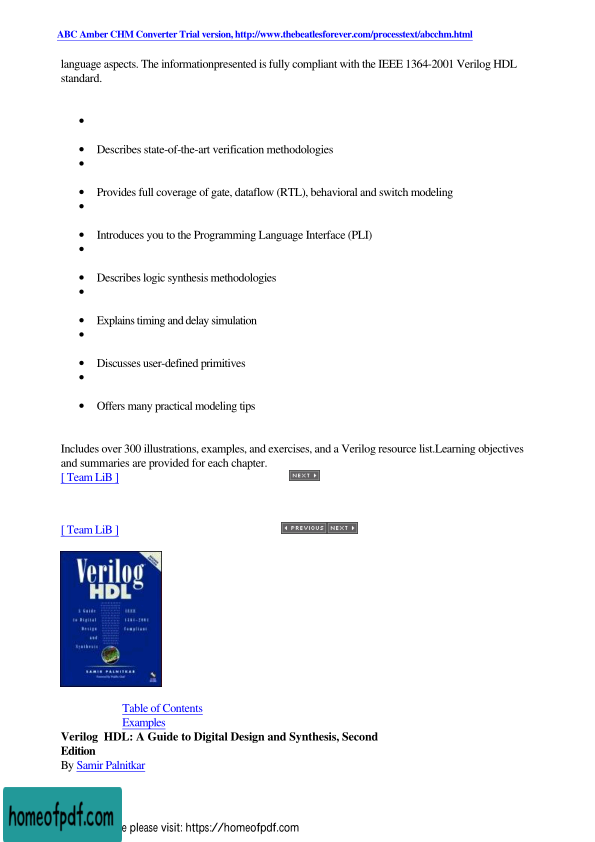 ABC Amber CHM Converter Trial version, http://www.thebeatlesforever.com/processtext/abcchm.html
language aspects. The informationpresented is fully compliant with the IEEE 1364-2001 Verilog HDL
standard.
•
• Describes state-of-the-art verification methodologies
•
• Provides full coverage of gate, dataflow (RTL), behavioral and switch modeling
•
• Introduces you to the Programming Language Interface (PLI)
•
• Describes logic synthesis methodologies
•
• Explains timing and delay simulation
•
• Discusses user-defined primitives
•
• Offers many practical modeling tips
Includes over 300 illustrations, examples, and exercises, and a Verilog resource list.Learning objectives
and summaries are provided for each chapter.
[ Team LiB ] NEXT
[ Team LiB ] PREVIOUS NEXT
Verilog
HDL
A Guide IEEE
to Digital 1364-2001
Design Compliant
and
Synthesis
SAMIR PALNITKAR
Table of Contents
Examples
Verilog HDL: A Guide to Digital Design and Synthesis, Second
Edition
By Samir Palnitkar
homeofpdf.com
e please visit: https://homeofpdf.com